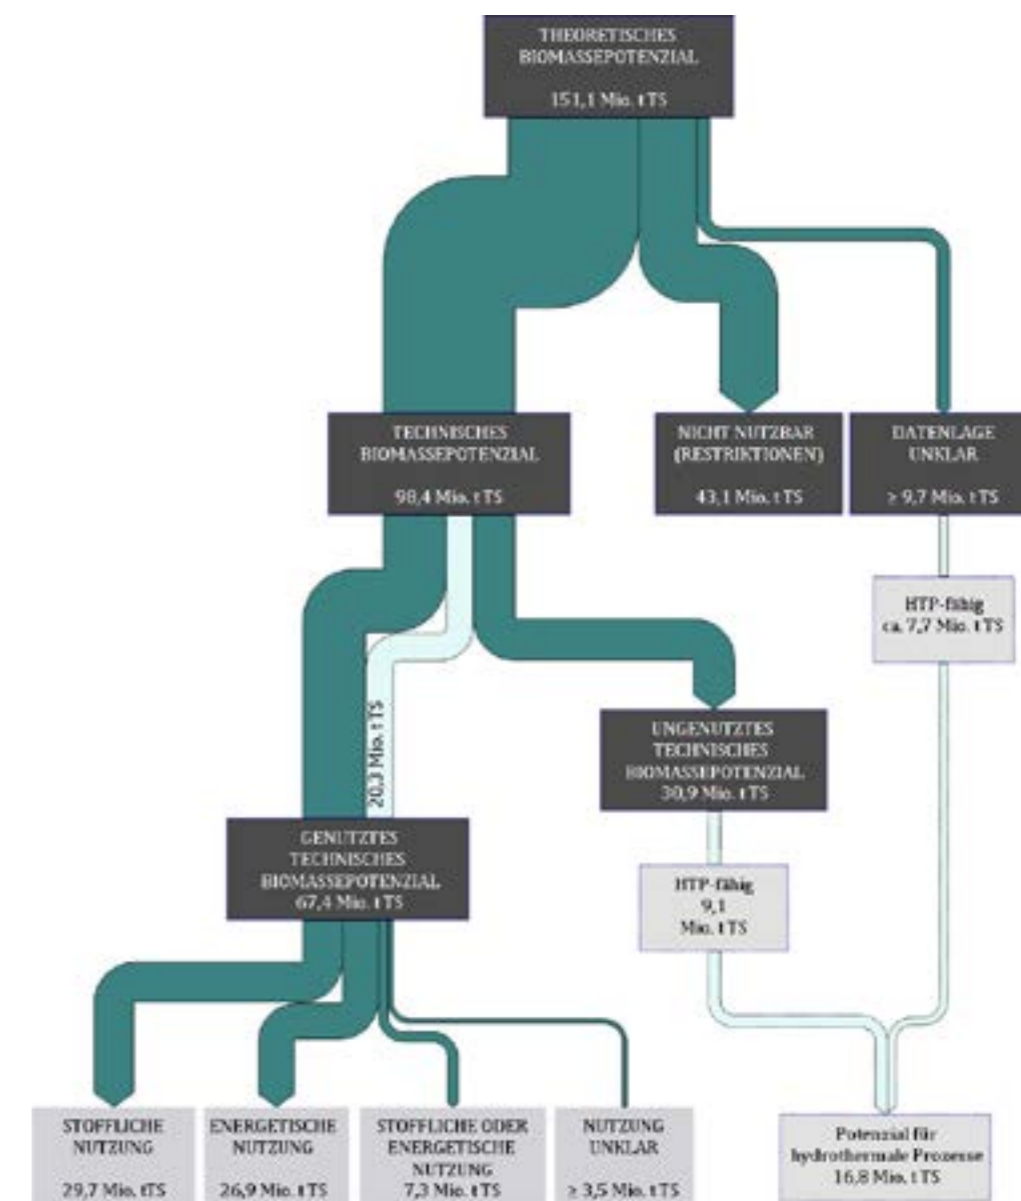 THEORETISCHES
BIOMASSEPOTENZIAL
151,1 Mio. t TS
TECHNISCHES
BIOMASSEPOTENZIAL
98,4 Mio. t TS
NICHT NUTZBAR
(RESTRIKTIONEN)
43,1 Mio. t TS
DATENLAGE
UNKLAR
≥ 9,7 Mio. t TS
HTP-fähig
ca. 7,7 Mio. t TS
20,3 Mio. t TS
UNGENUTZTES
TECHNISCHES
BIOMASSEPOTENZIAL
30,9 Mio. t TS
GENUTZTES
TECHNISCHES
BIOMASSEPOTENZIAL
67,4 Mio. t TS
HTP-fähig
9,1
Mio. t TS
STOFFLICHE
NUTZUNG
29,7 Mio. tTS
ENERGETISCHE
NUTZUNG
26,9 Mio. t TS
STOFFLICHE ODER
ENERGETISCHE
NUTZUNG
7,3 Mio. t TS
NUTZUNG
UNKLAR
≥ 3,5 Mio. t TS
Potenzial für
hydrothermale Prozesse
16,8 Mio. t TS